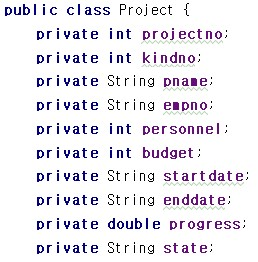 public class Project {
private int projectno;
private int kindno;
private String pname;
private String empno;
private int personnel;
private int budget;
private String startdate;
private String enddate;
private double progress;
private String state;